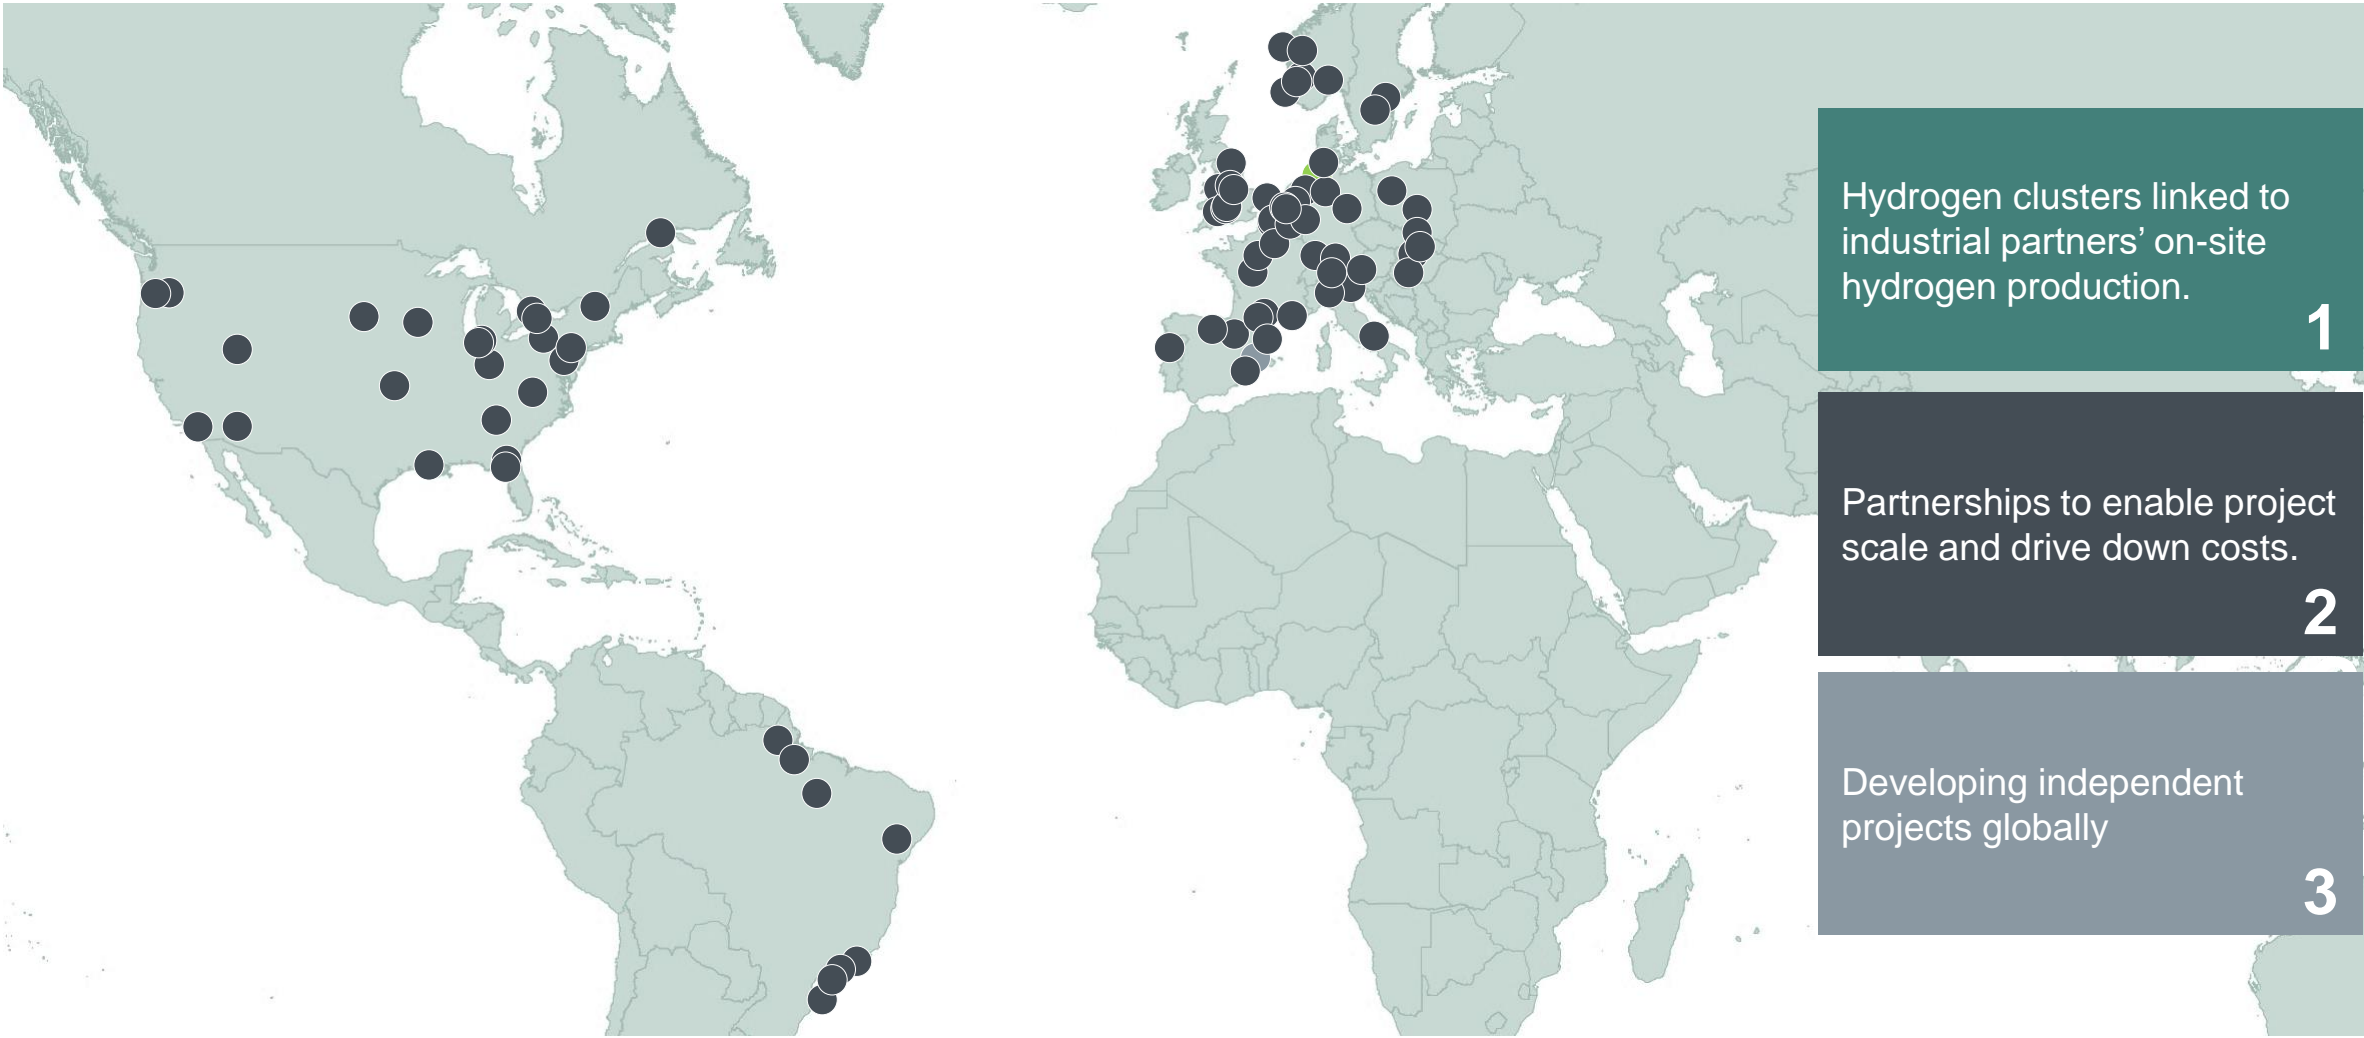 Hydrogen clusters linked to
industrial partners’ on-site
hydrogen production.
1
Partnerships to enable project
scale and drive down costs.
2
Developing independent
projects globally
3